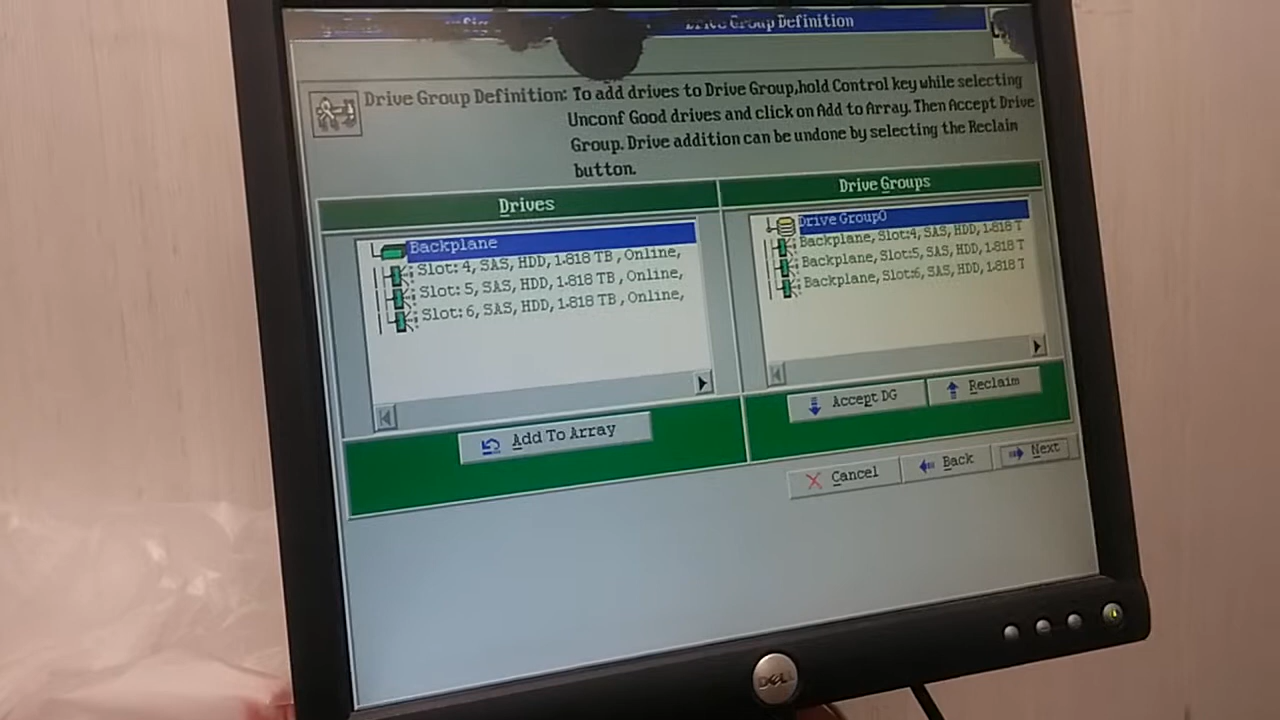 Drive Group Definition
Drive Group Definition: To add drives to Drive Group,hold Control key while selecting
Unconf Good drives and click on Add to Array. Then Accept Drive
Group. Drive addition can be undone by selecting the Reclaim
button.
Drives
Backplane
Slot: 4, SAS, HDD, 1.818 TB, Online,
Slot: 5, SAS, HDD, 1.818 TB, Online,
Slot: 6, SAS, HDD, 1.818 TB, Online,
Add To Array
Drive Groups
Drive Group0
Backplane, Slot:4, SAS, HDD, 1.818 T
Backplane, Slot:5, SAS, HDD, 1.818 T
Backplane, Slot:6, SAS, HDD, 1.818 T
Accept DG
Reclaim
Cancel
Back
Next
DELL